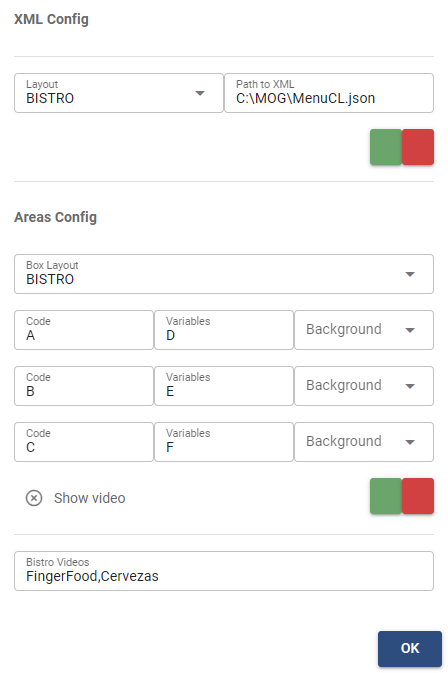 XML Config
Layout
BISTRO
Path to XML
C:\MOG\MenuCL.json
Areas Config
Box Layout
BISTRO
Code
A
Variables
D
Background
Code
B
Variables
E
Background
Code
C
Variables
F
Background
Show video
Bistro Videos
FingerFood,Cervezas
OK